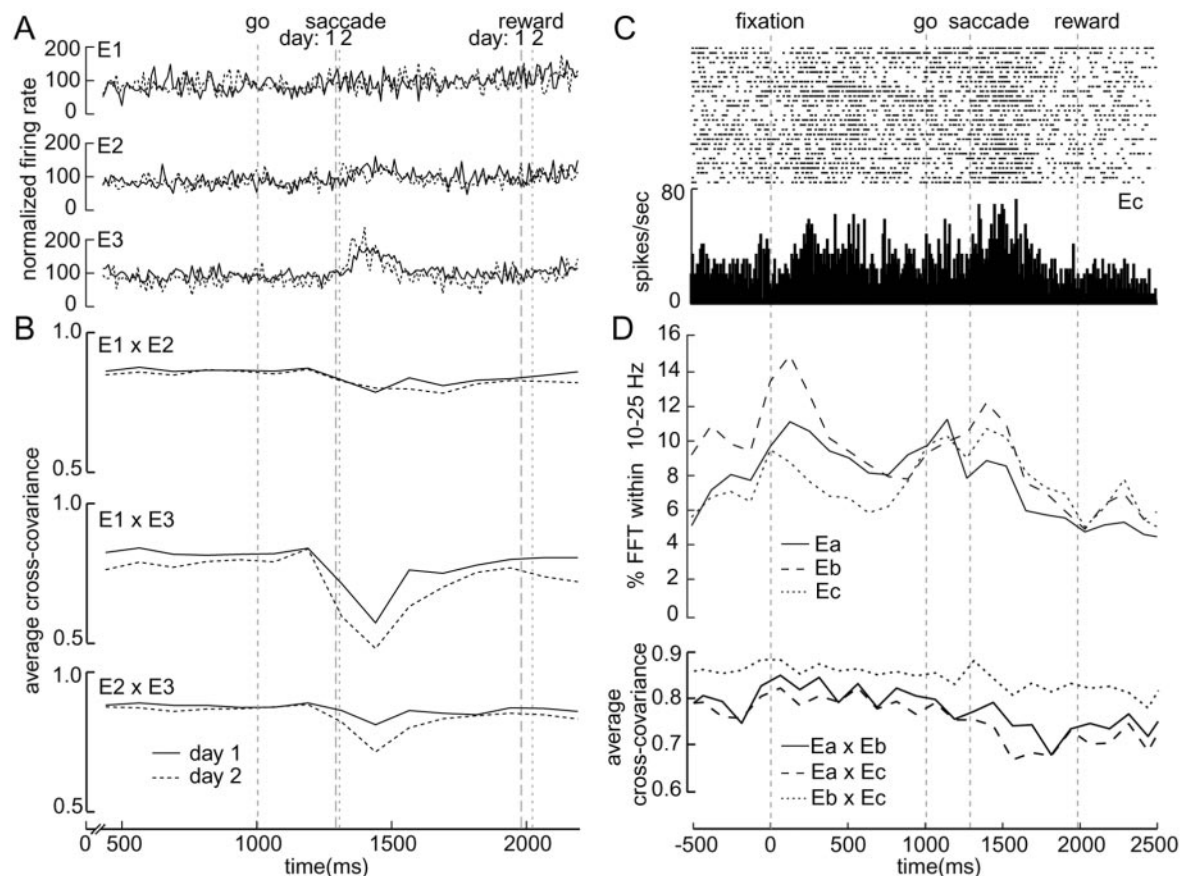 A
go
saccade
reward
day: 1 2
day: 1 2
normalized firing rate
E1
200
100
0
E2
200
100
0
E3
200
100
0
B
average cross-covariance
1.0
E1 x E2
0.5
1.0
E1 x E3
0.5
1.0
E2 x E3
day 1
day 2
0.5
0
500
1000
1500
2000
time(ms)
C
fixation
go
saccade
reward
80
spikes/sec
Ec
0
D
% FFT within 10-25 Hz
16
14
12
10
8
6
4
2
0
Ea
Eb
Ec
average
cross-covariance
0.9
0.8
0.7
0.6
Ea x Eb
Ea x Ec
Eb x Ec
-500
0
500
1000
1500
2000
2500
time(ms)